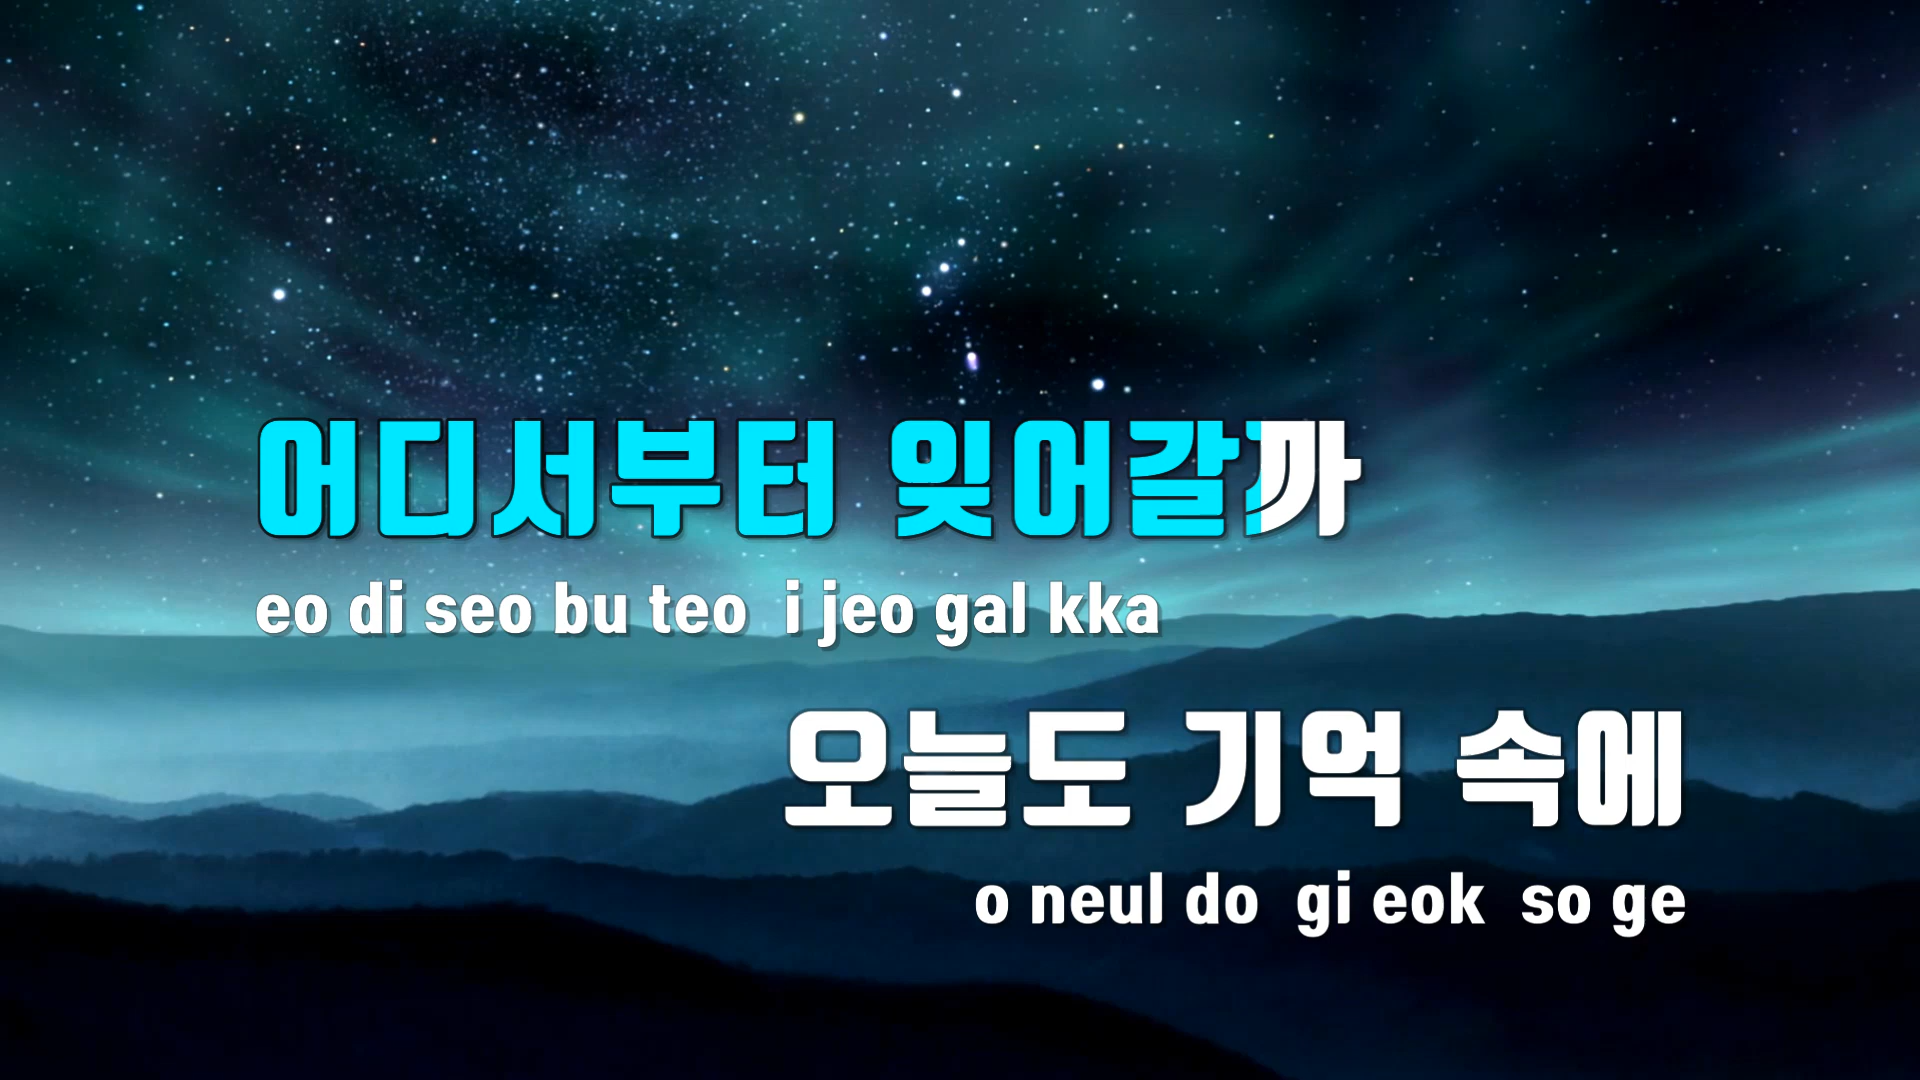 어디서부터 잊어갈까
eo di seo bu teo i jeo gal kka
오늘도 기억 속에
o neul do gi eok so ge